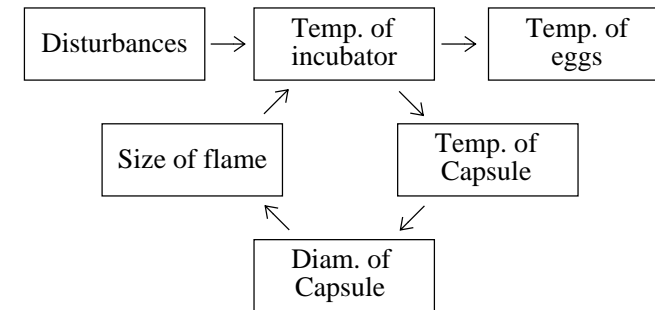 Disturbances
Temp. of
incubator
Temp. of
eggs
Size of flame
Temp. of
Capsule
Diam. of
Capsule